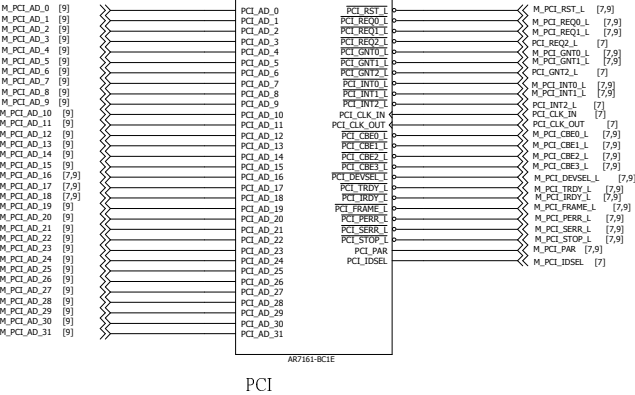 M_PCI_AD_0 [9] PCI_AD_0 PCI_RST_L M_PCI_RST_L [7,9]
M_PCI_AD_1 [9] PCI_AD_1 PCI_REQ0_L M_PCI_REQ0_L [7,9]
M_PCI_AD_2 [9] PCI_AD_2 PCI_REQ1_L M_PCI_REQ1_L [7,9]
M_PCI_AD_3 [9] PCI_AD_3 PCI_REQ2_L PCI_REQ2_L [7]
M_PCI_AD_4 [9] PCI_AD_4 PCI_GNT0_L M_PCI_GNT0_L [7,9]
M_PCI_AD_5 [9] PCI_AD_5 PCI_GNT1_L M_PCI_GNT1_L [7,9]
M_PCI_AD_6 [9] PCI_AD_6 PCI_GNT2_L PCI_GNT2_L [7]
M_PCI_AD_7 [9] PCI_AD_7 PCI_INT0_L M_PCI_INT0_L [7,9]
M_PCI_AD_8 [9] PCI_AD_8 PCI_INT1_L M_PCI_INT1_L [7,9]
M_PCI_AD_9 [9] PCI_AD_9 PCI_INT2_L PCI_INT2_L [7]
M_PCI_AD_10 [9] PCI_AD_10 PCI_CLK_IN PCI_CLK_IN [7]
M_PCI_AD_11 [9] PCI_AD_11 PCI_CLK_OUT PCI_CLK_OUT [7]
M_PCI_AD_12 [9] PCI_AD_12 PCI_CBE0_L M_PCI_CBE0_L [7,9]
M_PCI_AD_13 [9] PCI_AD_13 PCI_CBE1_L M_PCI_CBE1_L [7,9]
M_PCI_AD_14 [9] PCI_AD_14 PCI_CBE2_L M_PCI_CBE2_L [7,9]
M_PCI_AD_15 [9] PCI_AD_15 PCI_CBE3_L M_PCI_CBE3_L [7,9]
M_PCI_AD_16 [7,9] PCI_AD_16 PCI_DEVSEL_L M_PCI_DEVSEL_L [7,9]
M_PCI_AD_17 [7,9] PCI_AD_17 PCI_TRDY_L M_PCI_TRDY_L [7,9]
M_PCI_AD_18 [7,9] PCI_AD_18 PCI_IRDY_L M_PCI_IRDY_L [7,9]
M_PCI_AD_19 [9] PCI_AD_19 PCI_FRAME_L M_PCI_FRAME_L [7,9]
M_PCI_AD_20 [9] PCI_AD_20 PCI_PERR_L M_PCI_PERR_L [7,9]
M_PCI_AD_21 [9] PCI_AD_21 PCI_SERR_L M_PCI_SERR_L [7,9]
M_PCI_AD_22 [9] PCI_AD_22 PCI_STOP_L M_PCI_STOP_L [7,9]
M_PCI_AD_23 [9] PCI_AD_23 PCI_PAR M_PCI_PAR [7,9]
M_PCI_AD_24 [9] PCI_AD_24 PCI_IDSEL M_PCI_IDSEL [7]
M_PCI_AD_25 [9] PCI_AD_25
M_PCI_AD_26 [9] PCI_AD_26
M_PCI_AD_27 [9] PCI_AD_27
M_PCI_AD_28 [9] PCI_AD_28
M_PCI_AD_29 [9] PCI_AD_29
M_PCI_AD_30 [9] PCI_AD_30
M_PCI_AD_31 [9] PCI_AD_31
AR7161-BC1E
PCI